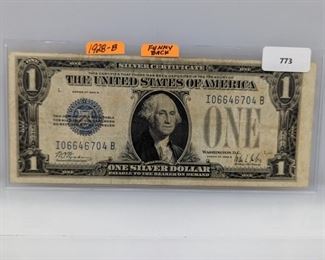 1928-B
FUNNY
BACK
773
1
SILVER CERTIFICATE
1
THE UNITED STATES OF AMERICA
L
I06646704 B
ONE
I06646704 B
WASHINGTON, D.C.
1
ONE SILVER DOLLAR
1
PAYABLE TO THE BEARER ON DEMAND